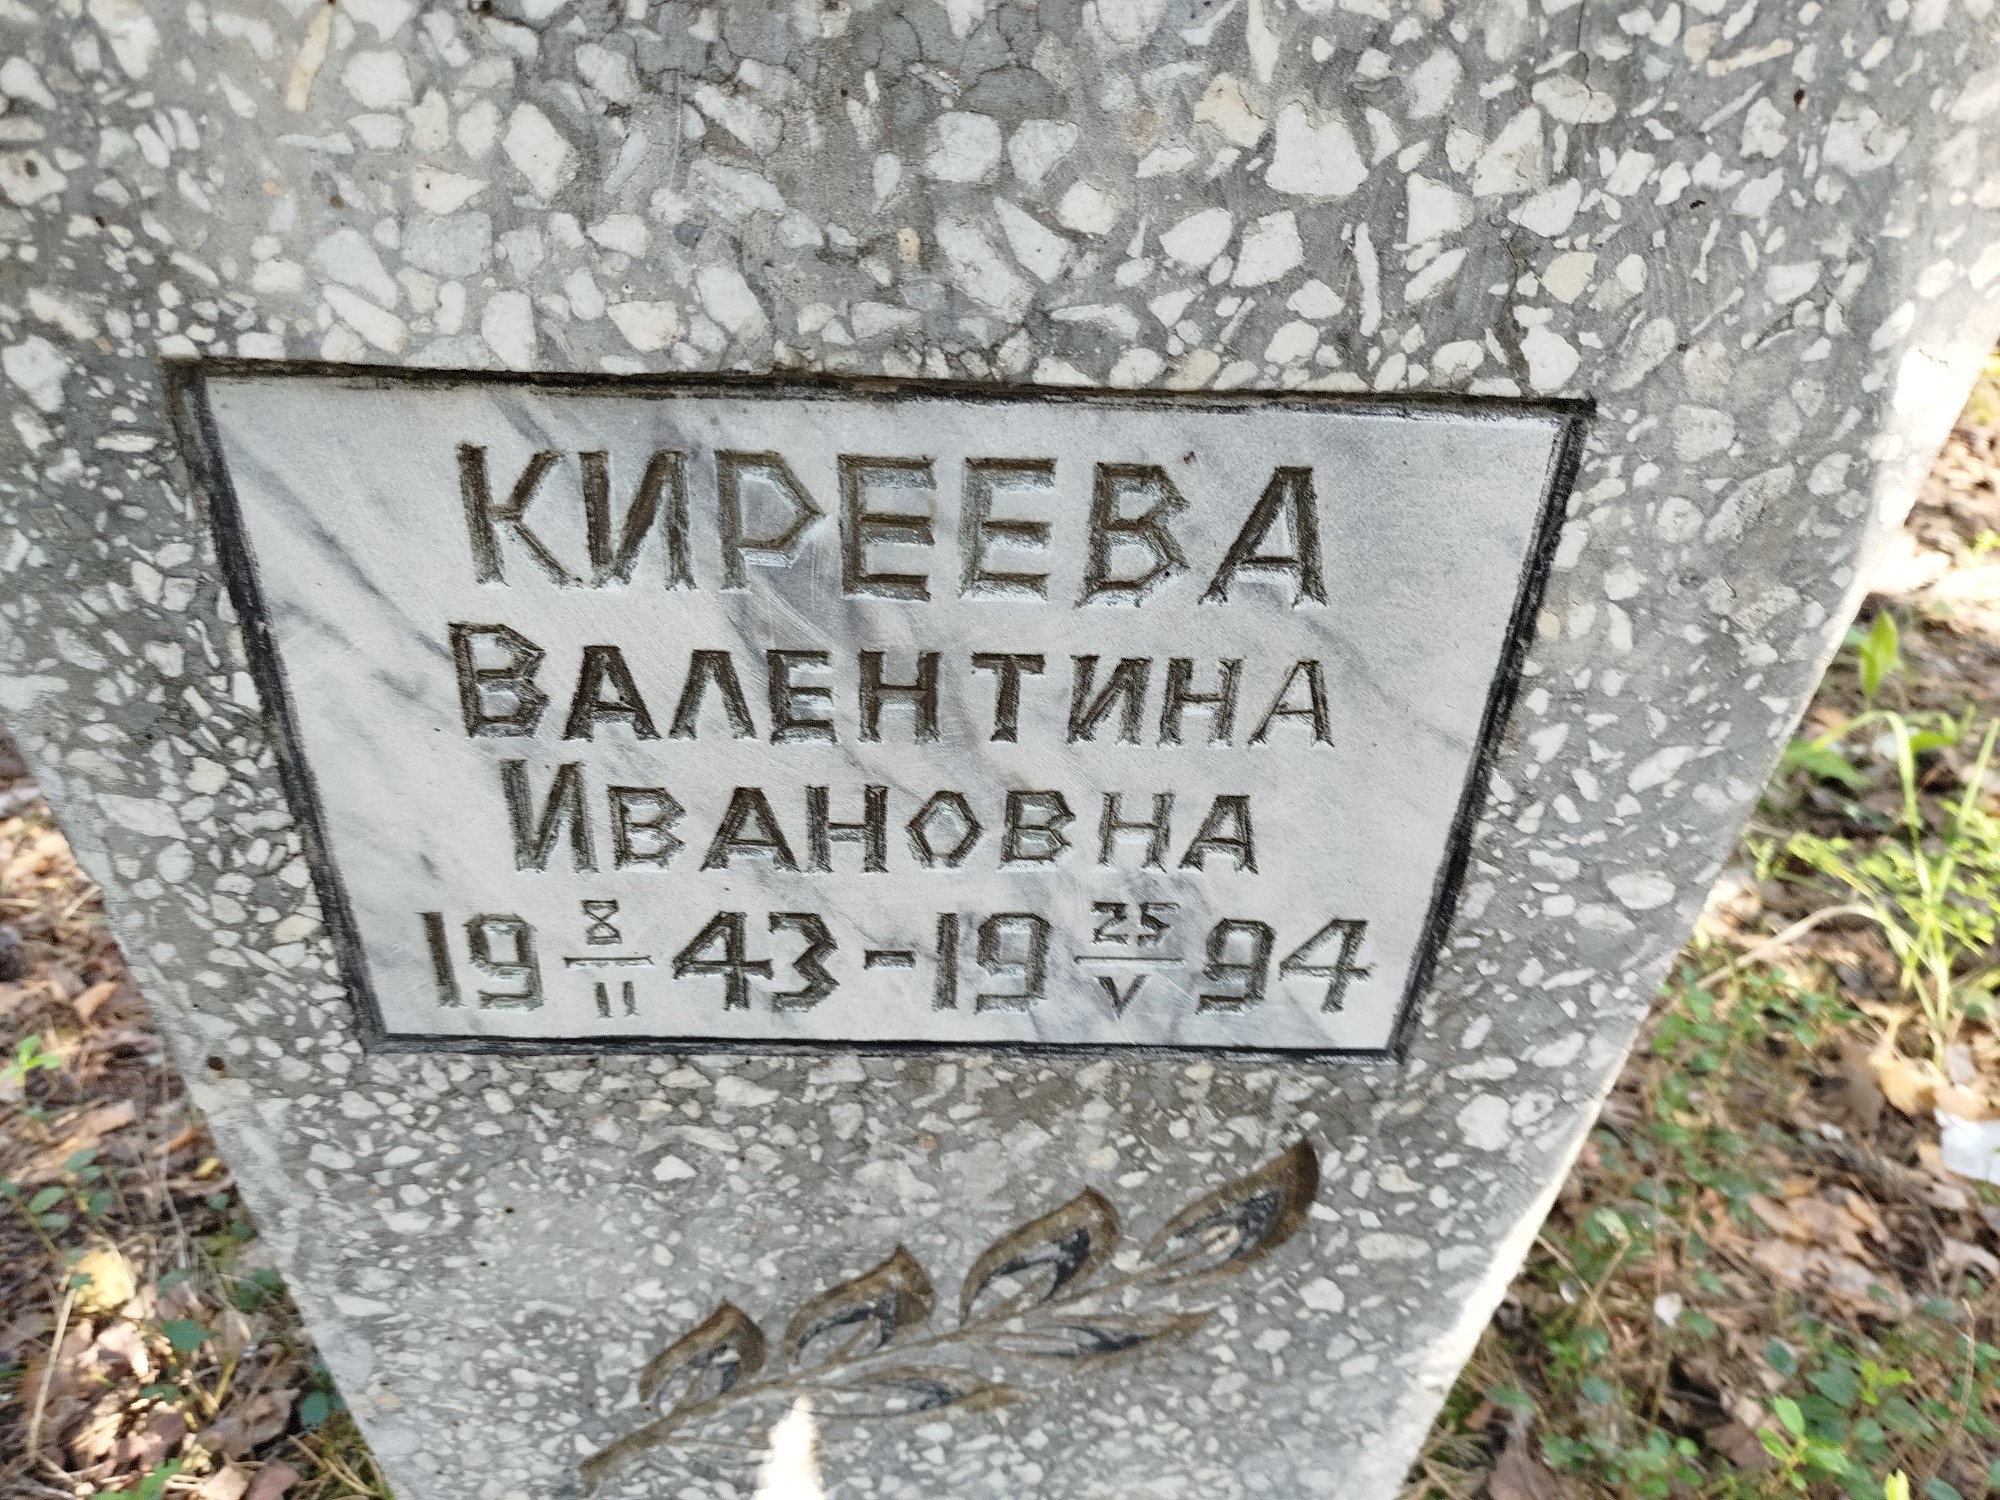 КИРЕЕВА
ВАЛЕНТИНА
ИВАНОВНА
19 8/II 43 - 19 25/V 94